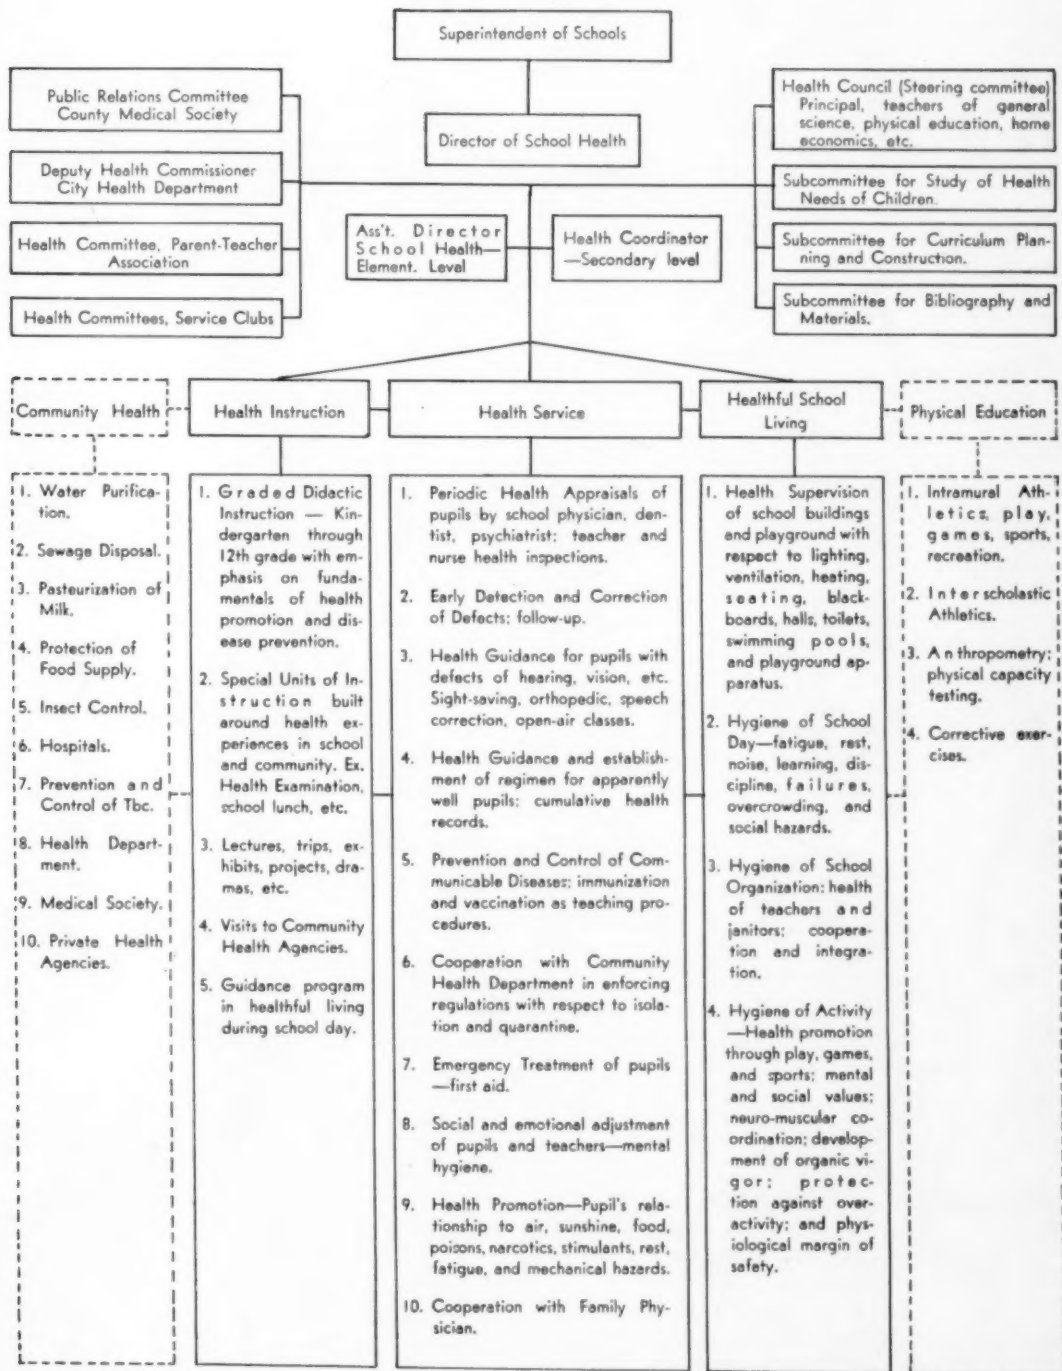 Superintendent of Schools
Public Relations Committee
County Medical Society
Director of School Health
Health Council (Steering committee)
Principal, teachers of general
science, physical education, home
economics, etc.
Deputy Health Commissioner
City Health Department
Subcommittee for Study of Health
Needs of Children.
Ass't. Director
School Health—
Element. Level
Health Coordinator
—Secondary level
Health Committee, Parent-Teacher
Association
Subcommittee for Curriculum Plan-
ning and Construction.
Health Committees, Service Clubs
Subcommittee for Bibliography and
Materials.
Community Health
Health Instruction
Health Service
Healthful School
Living
Physical Education
1. Water Purifica-
tion.
2. Sewage Disposal.
3. Pasteurization of
Milk.
4. Protection of
Food Supply.
5. Insect Control.
6. Hospitals.
7. Prevention and
Control of Tbc.
8. Health Depart-
ment.
9. Medical Society.
10. Private Health
Agencies.
1. Graded Didactic
Instruction — Kin-
dergarten through
12th grade with em-
phasis on funda-
mentals of health
promotion and dis-
ease prevention.
2. Special Units of In-
struction built
around health ex-
periences in school
and community. Ex.
Health Examination,
school lunch, etc.
3. Lectures, trips, ex-
hibits, projects, dra-
mas, etc.
4. Visits to Community
Health Agencies.
5. Guidance program
in healthful living
during school day.
1. Periodic Health Appraisals of
pupils by school physician, den-
tist, psychiatrist; teacher and
nurse health inspections.
2. Early Detection and Correction
of Defects; follow-up.
3. Health Guidance for pupils with
defects of hearing, vision, etc.
Sight-saving, orthopedic, speech
correction, open-air classes.
4. Health Guidance and establish-
ment of regimen for apparently
well pupils; cumulative health
records.
5. Prevention and Control of Com-
municable Diseases; immunization
and vaccination as teaching pro-
cedures.
6. Cooperation with Community
Health Department in enforcing
regulations with respect to isola-
tion and quarantine.
7. Emergency Treatment of pupils
—first aid.
8. Social and emotional adjustment
of pupils and teachers—mental
hygiene.
9. Health Promotion—Pupil's rela-
tionship to air, sunshine, food,
poisons, narcotics, stimulants, rest,
fatigue, and mechanical hazards.
10. Cooperation with Family Phy-
sician.
1. Health Supervision
of school buildings
and playground with
respect to lighting,
ventilation, heating,
seating, black-
boards, halls, toilets,
swimming pools,
and playground ap-
paratus.
2. Hygiene of School
Day—fatigue, rest,
noise, learning, dis-
cipline, failures,
overcrowding, and
social hazards.
3. Hygiene of School
Organization: health
of teachers and
janitors; coopera-
tion and integra-
tion.
4. Hygiene of Activity
—Health promotion
through play, games,
and sports; mental
and social values;
neuro-muscular co-
ordination; develop-
ment of organic vi-
gor; protec-
tion against over-
activity; and phys-
iological margin of
safety.
1. Intramural Ath-
letics, play,
games, sports,
recreation.
2. Interscholastic
Athletics.
3. Anthropometry;
physical capacity
testing.
4. Corrective exer-
cises.